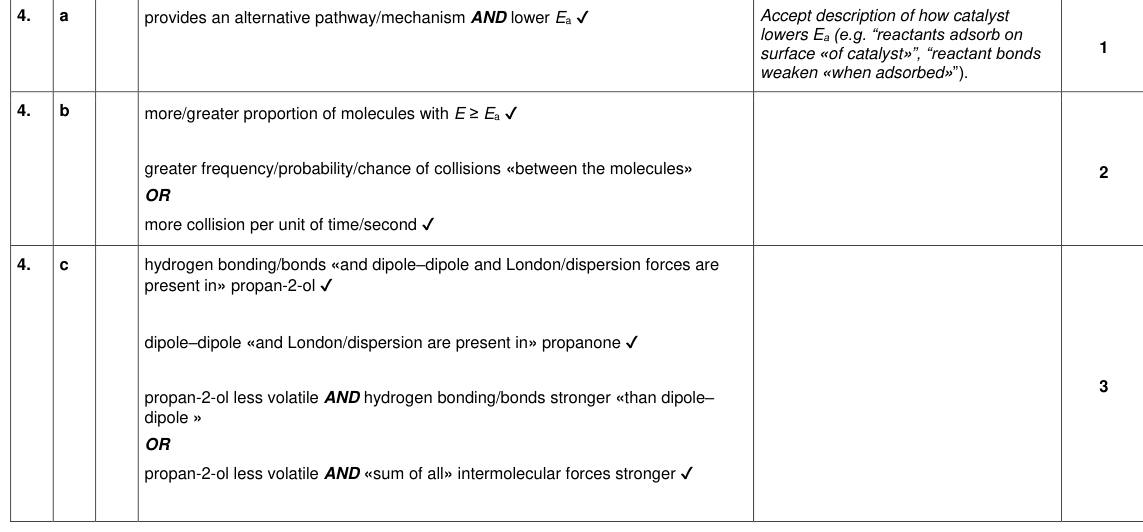 4. a provides an alternative pathway/mechanism AND lower Ea ✓ Accept description of how catalyst
lowers Ea (e.g. “reactants adsorb on
surface «of catalyst»”, “reactant bonds
weaken «when adsorbed»”).
1
4. b more/greater proportion of molecules with E ≥ Ea ✓
greater frequency/probability/chance of collisions «between the molecules»
2
OR
more collision per unit of time/second ✓
4. c hydrogen bonding/bonds «and dipole–dipole and London/dispersion forces are
present in» propan-2-ol ✓
dipole–dipole «and London/dispersion are present in» propanone ✓
3
propan-2-ol less volatile AND hydrogen bonding/bonds stronger «than dipole–
dipole »
OR
propan-2-ol less volatile AND «sum of all» intermolecular forces stronger ✓